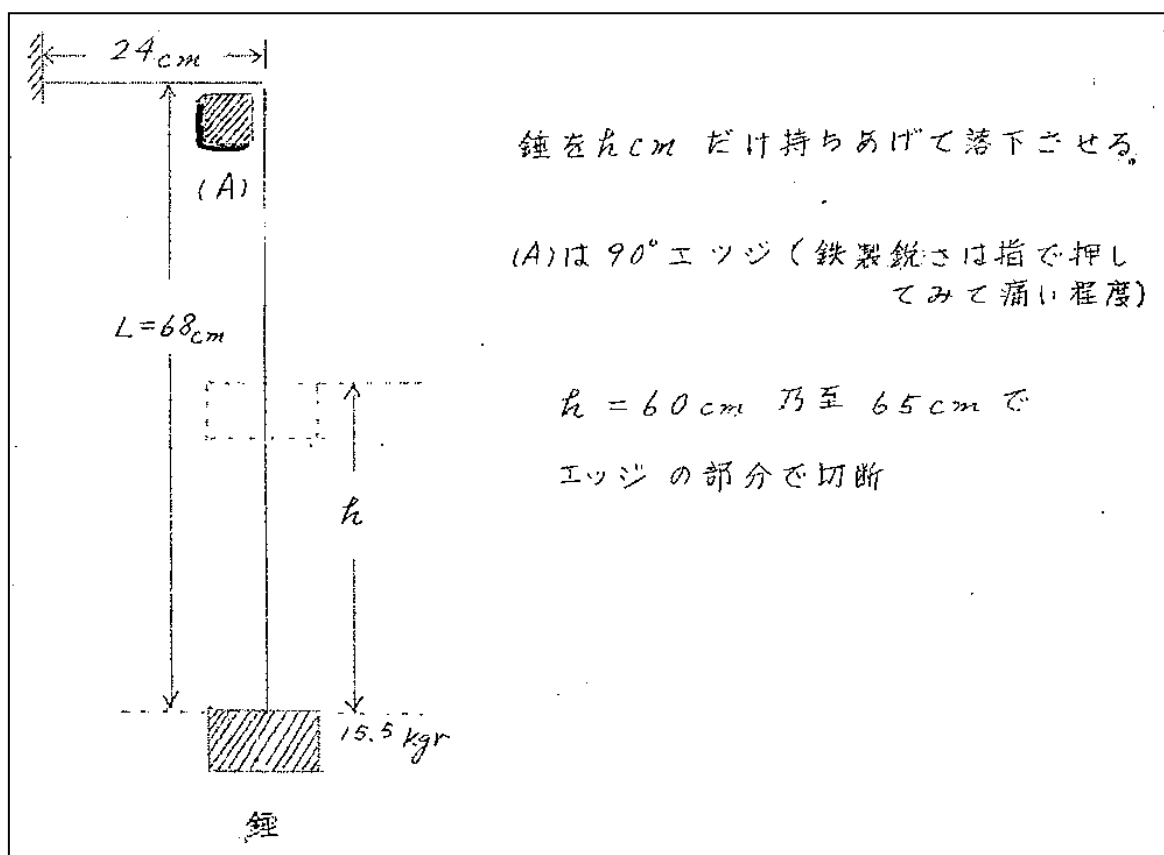 24cm
(A)
L=68cm
h
15.5 kgr
錘
錘をhcm だけ持ちあげて落下させる。
(A)は 90°エッジ(鉄製鋭さは指で押し
てみて痛い程度)
h = 60cm 乃至 65cm で
エッジ の部分で切断